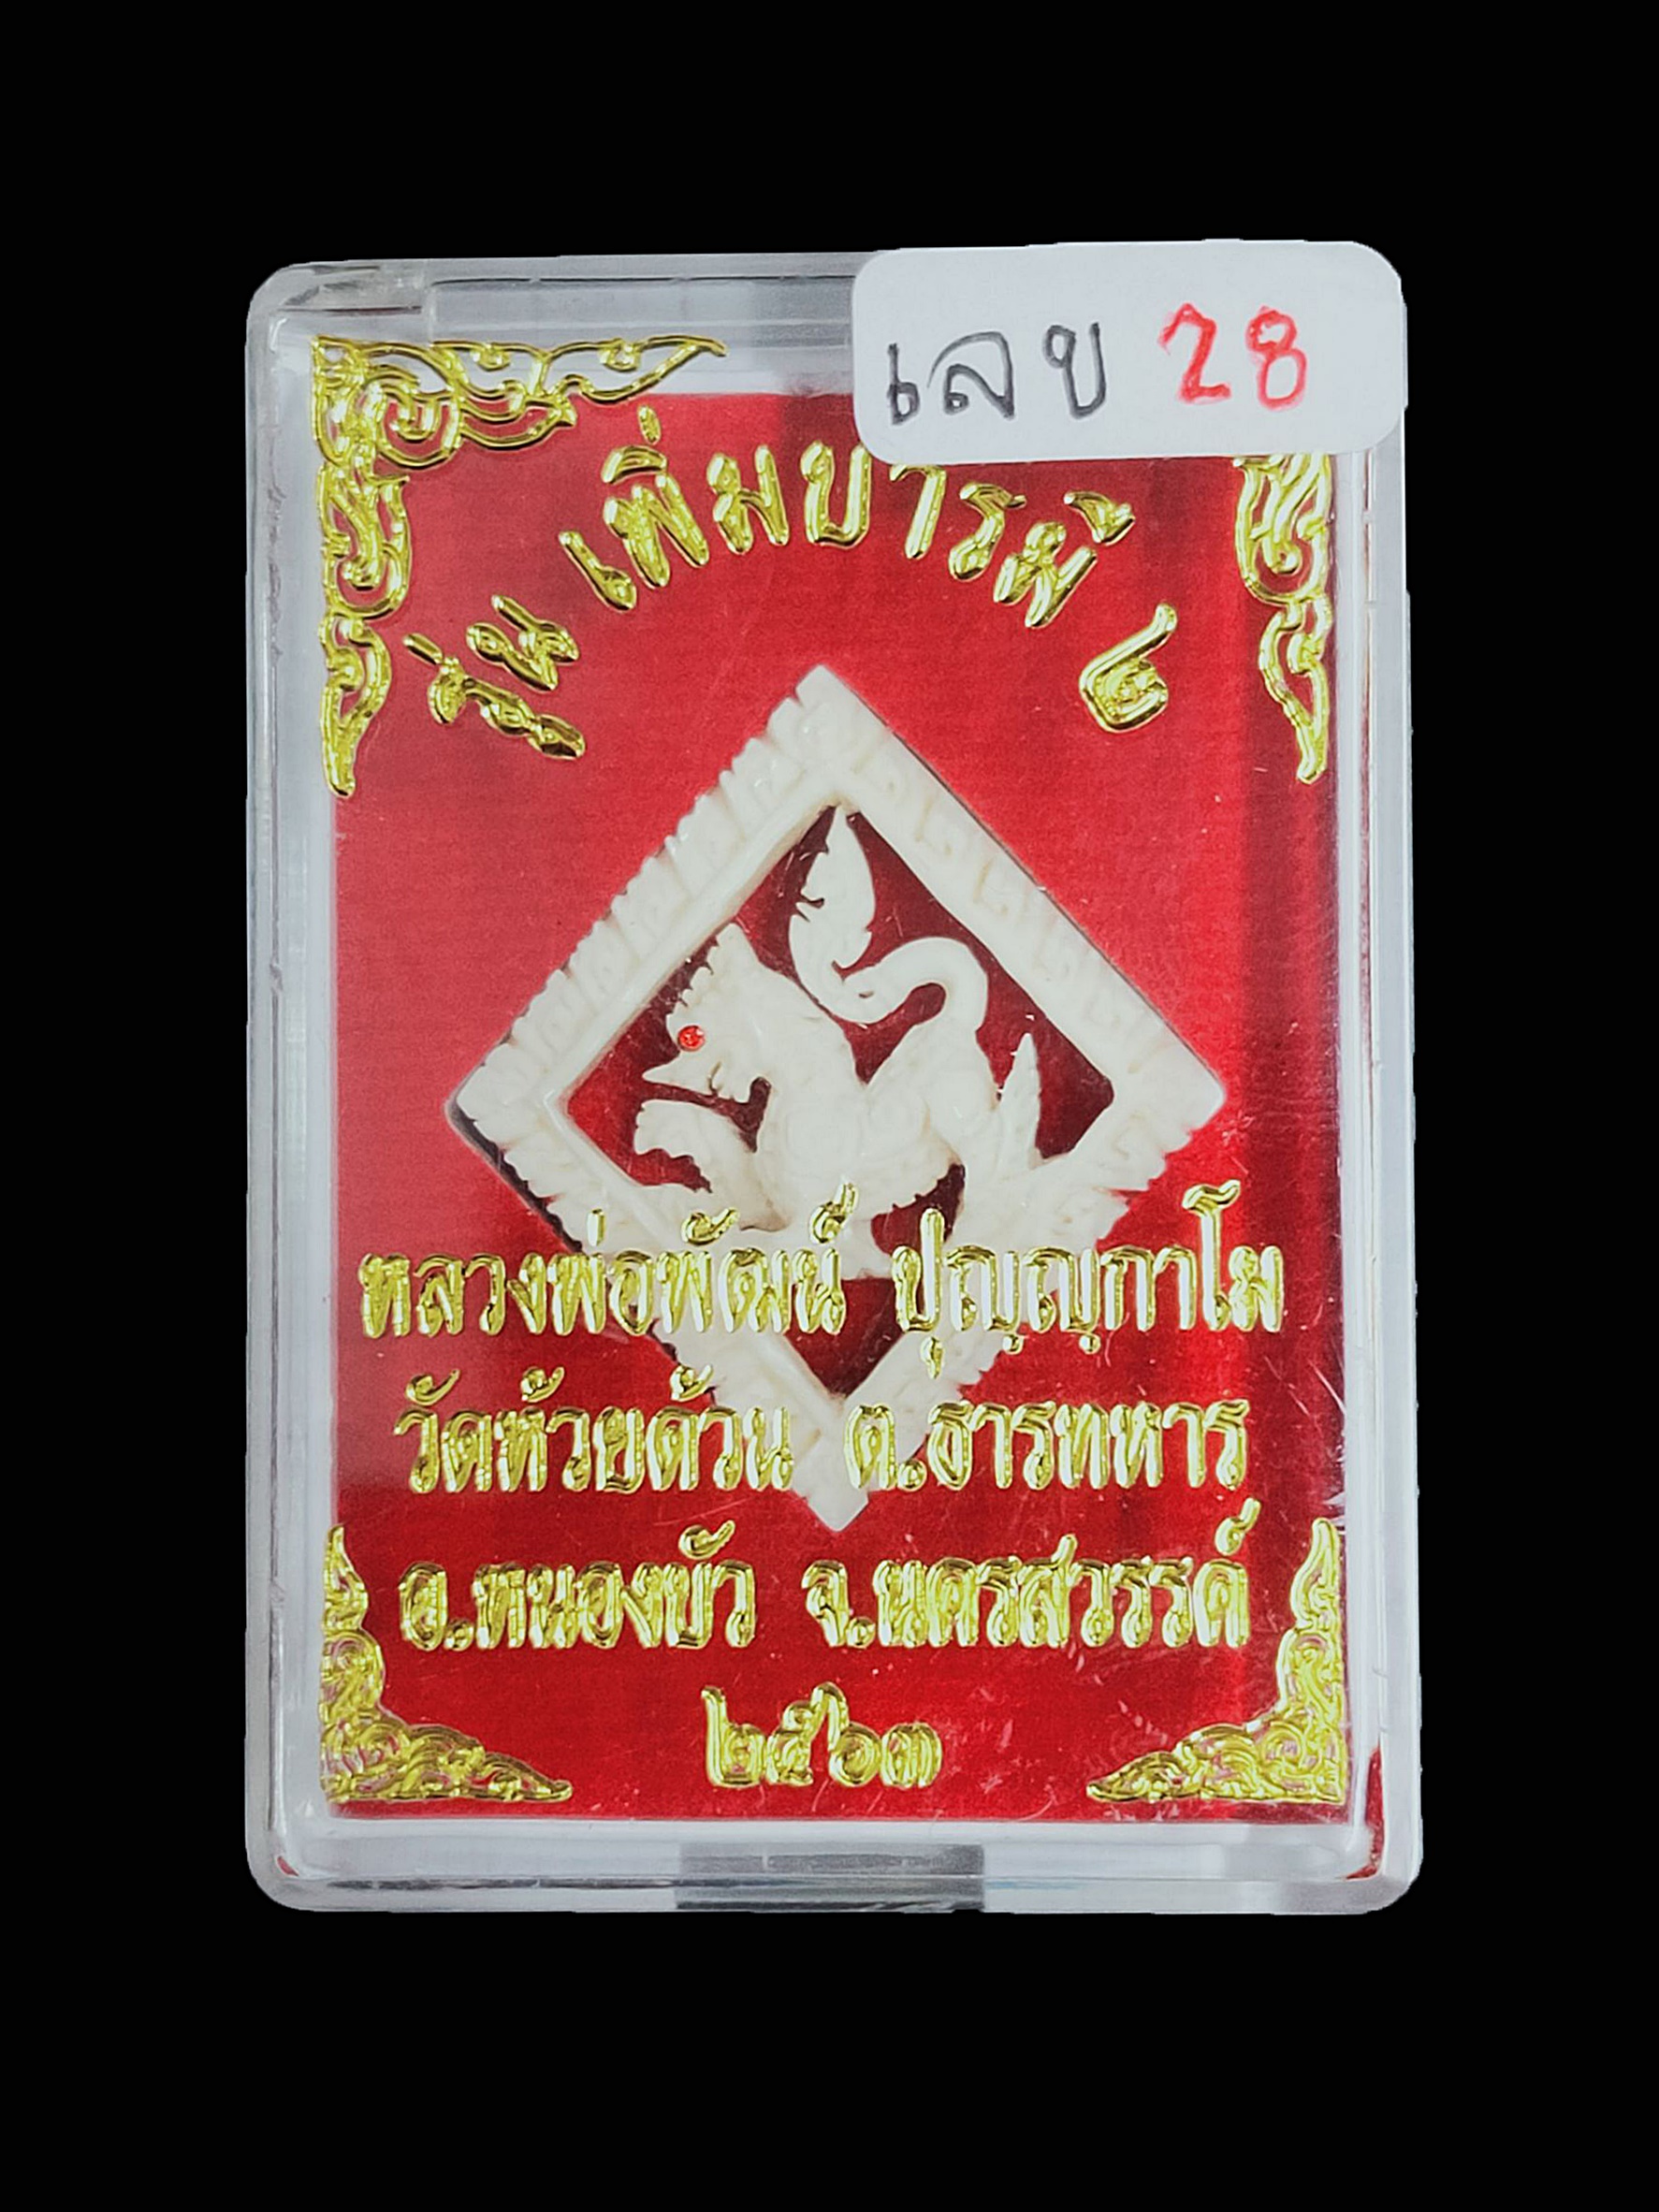 เลข 28
รุ่น เพิ่มบารมี ๔
หลวงพ่อพัฒน์ ปุญฺญกาโม
วัดห้วยด้วน ต.ธารทหาร
อ.หนองบัว จ.นครสวรรค์
๒๕๖๓